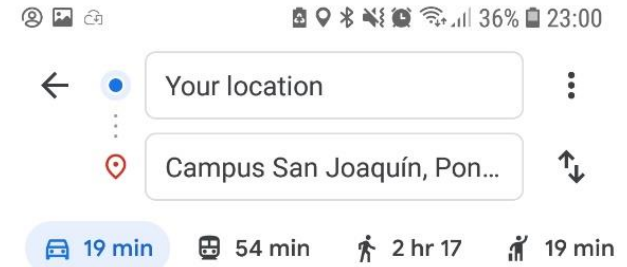 36% 23:00
Your location
Campus San Joaquín, Pon...
19 min 54 min 2 hr 17 19 min